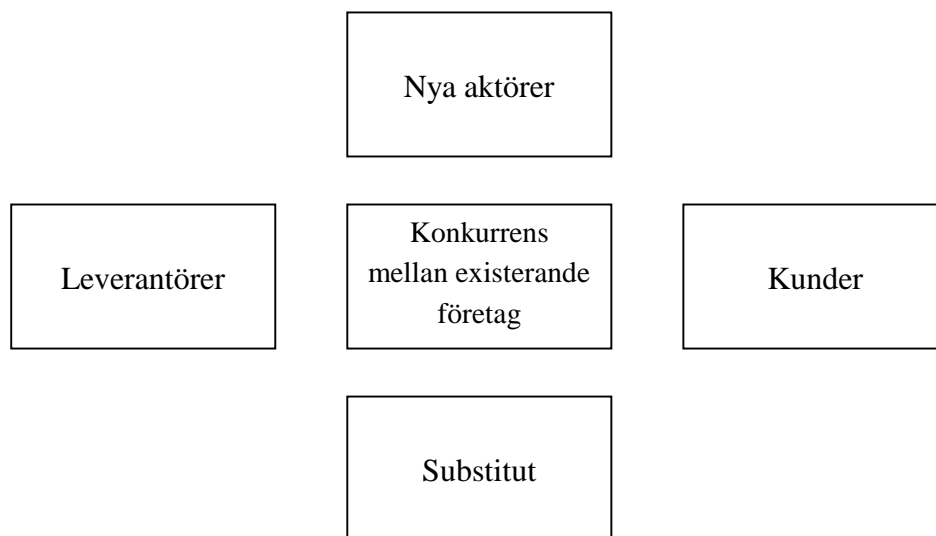 Nya aktörer
Leverantörer
Konkurrens
mellan existerande
företag
Kunder
Substitut